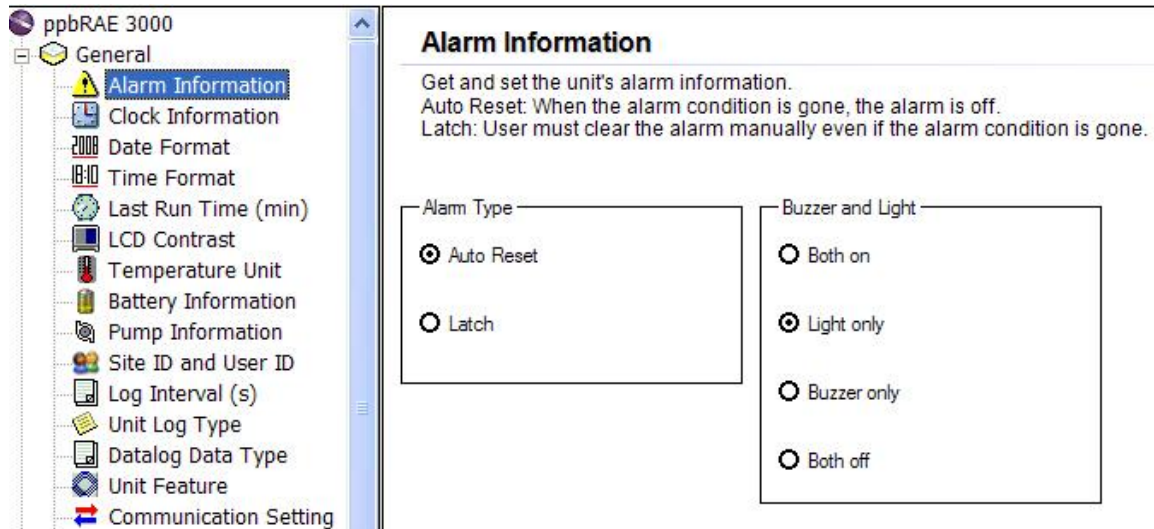 ppbRAE 3000
General
Alarm Information
Clock Information
Date Format
Time Format
Last Run Time (min)
LCD Contrast
Temperature Unit
Battery Information
Pump Information
Site ID and User ID
Log Interval (s)
Unit Log Type
Datalog Data Type
Unit Feature
Communication Setting
Alarm Information
Get and set the unit's alarm information.
Auto Reset: When the alarm condition is gone, the alarm is off.
Latch: User must clear the alarm manually even if the alarm condition is gone.
Alarm Type
Auto Reset
Latch
Buzzer and Light
Both on
Light only
Buzzer only
Both off